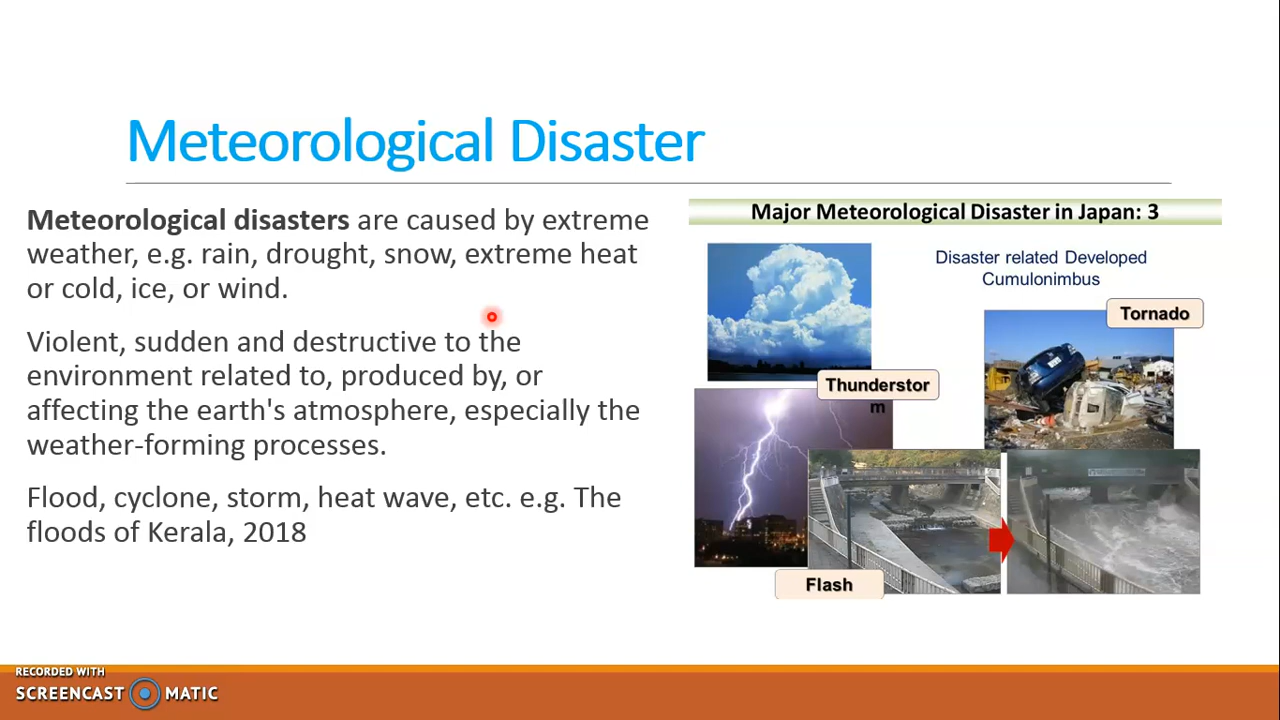 Meteorological Disaster
Meteorological disasters are caused by extreme
weather, e.g. rain, drought, snow, extreme heat
or cold, ice, or wind.
Violent, sudden and destructive to the
environment related to, produced by, or
affecting the earth's atmosphere, especially the
weather-forming processes.
Flood, cyclone, storm, heat wave, etc. e.g. The
floods of Kerala, 2018
Major Meteorological Disaster in Japan: 3
Disaster related Developed
Cumulonimbus
Tornado
Thunderstor
m
Flash
RECORDED WITH
SCREENCAST MATIC